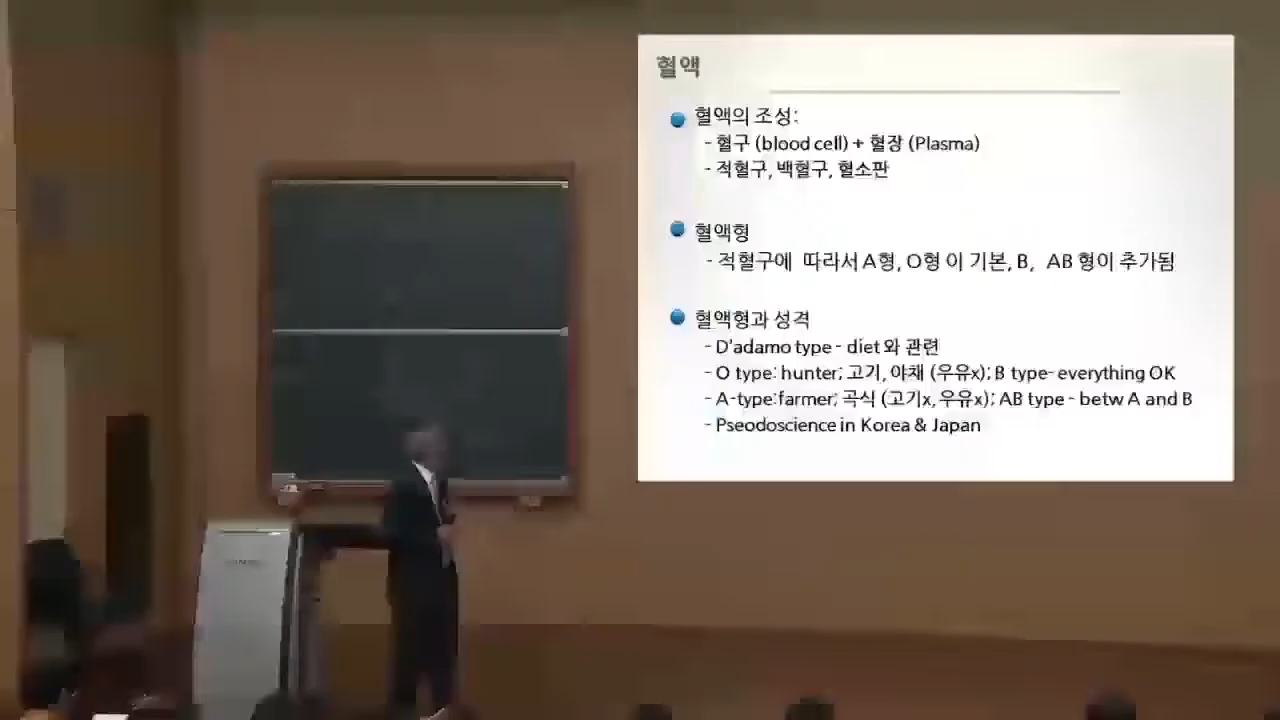 혈액
혈액의 조성:
- 혈구 (blood cell) + 혈장 (Plasma)
- 적혈구, 백혈구, 혈소판
혈액형
- 적혈구에 따라서 A형, O형 이 기본, B, AB 형이 추가됨
혈액형과 성격
- D'adamo type - diet 와 관련
- O type: hunter; 고기, 야채 (우유x); B type- everything OK
- A-type:farmer; 곡식 (고기x, 우유x); AB type - betw A and B
- Pseodoscience in Korea & Japan